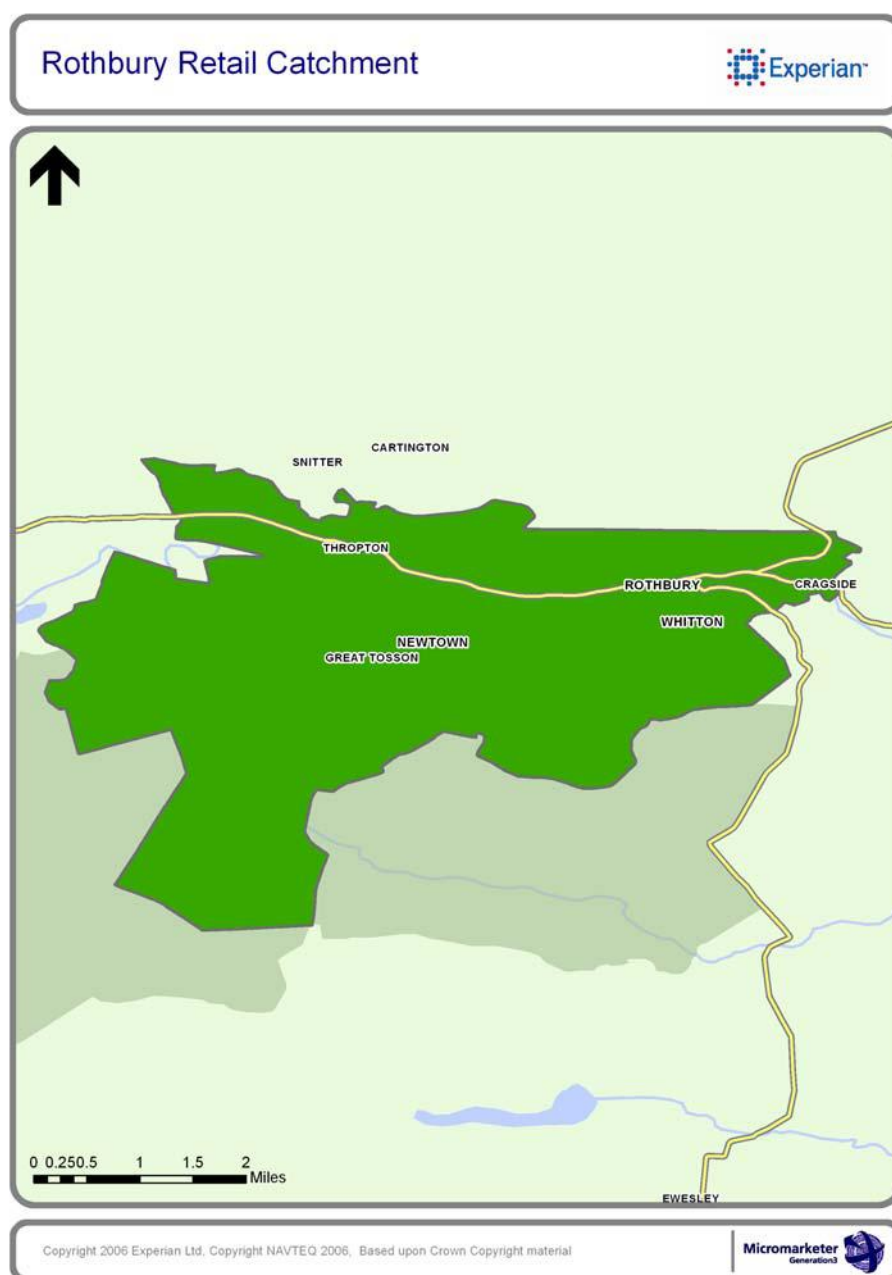 Rothbury Retail Catchment
Experian™
CARTINGTON
SNITTER
THROPTON
ROTHBURY
CRAGSIDE
WHITTON
NEWTOWN
GREAT TOSSON
0 0.250.5 1 1.5 2
Miles
EWESLEY
Copyright 2006 Experian Ltd, Copyright NAVTEQ 2006, Based upon Crown Copyright material
Micromarketer
Generation3